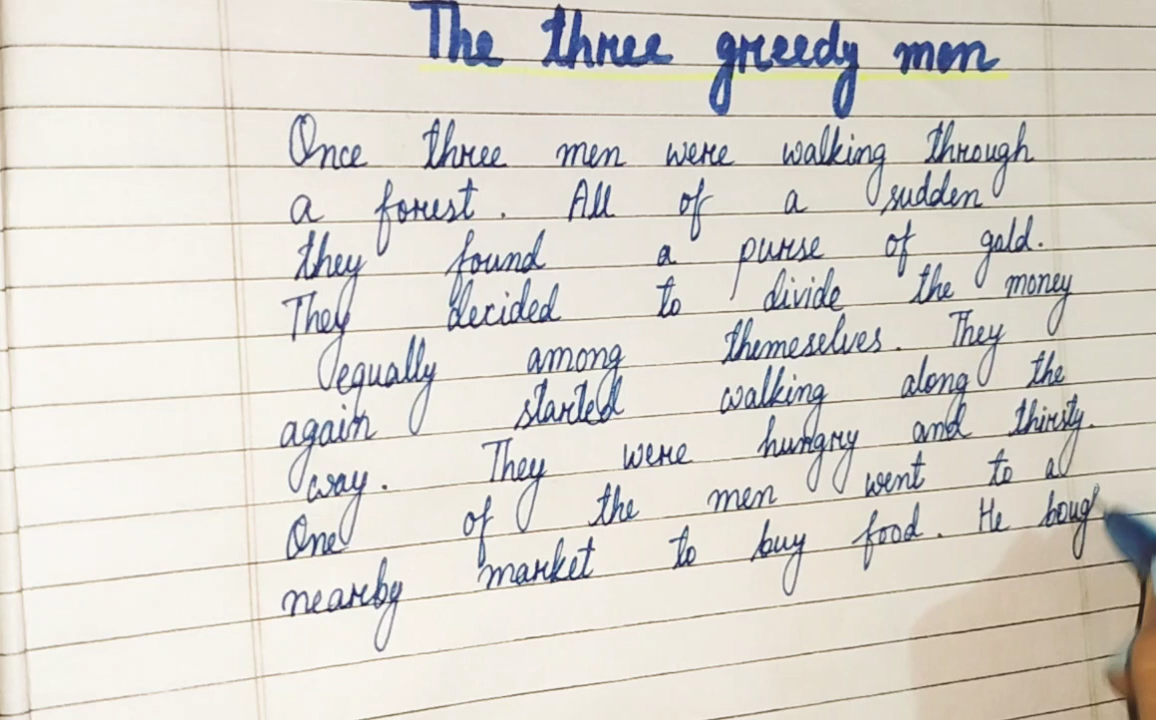 The three greedy men
Once three men were walking through
a forest. All of a sudden
they found a purse of gold.
They decided to divide the money
equally among themeselves. They
again started walking along the
way. They were hungry and thirsty.
One of the men went to a
nearby market to buy food. He bough